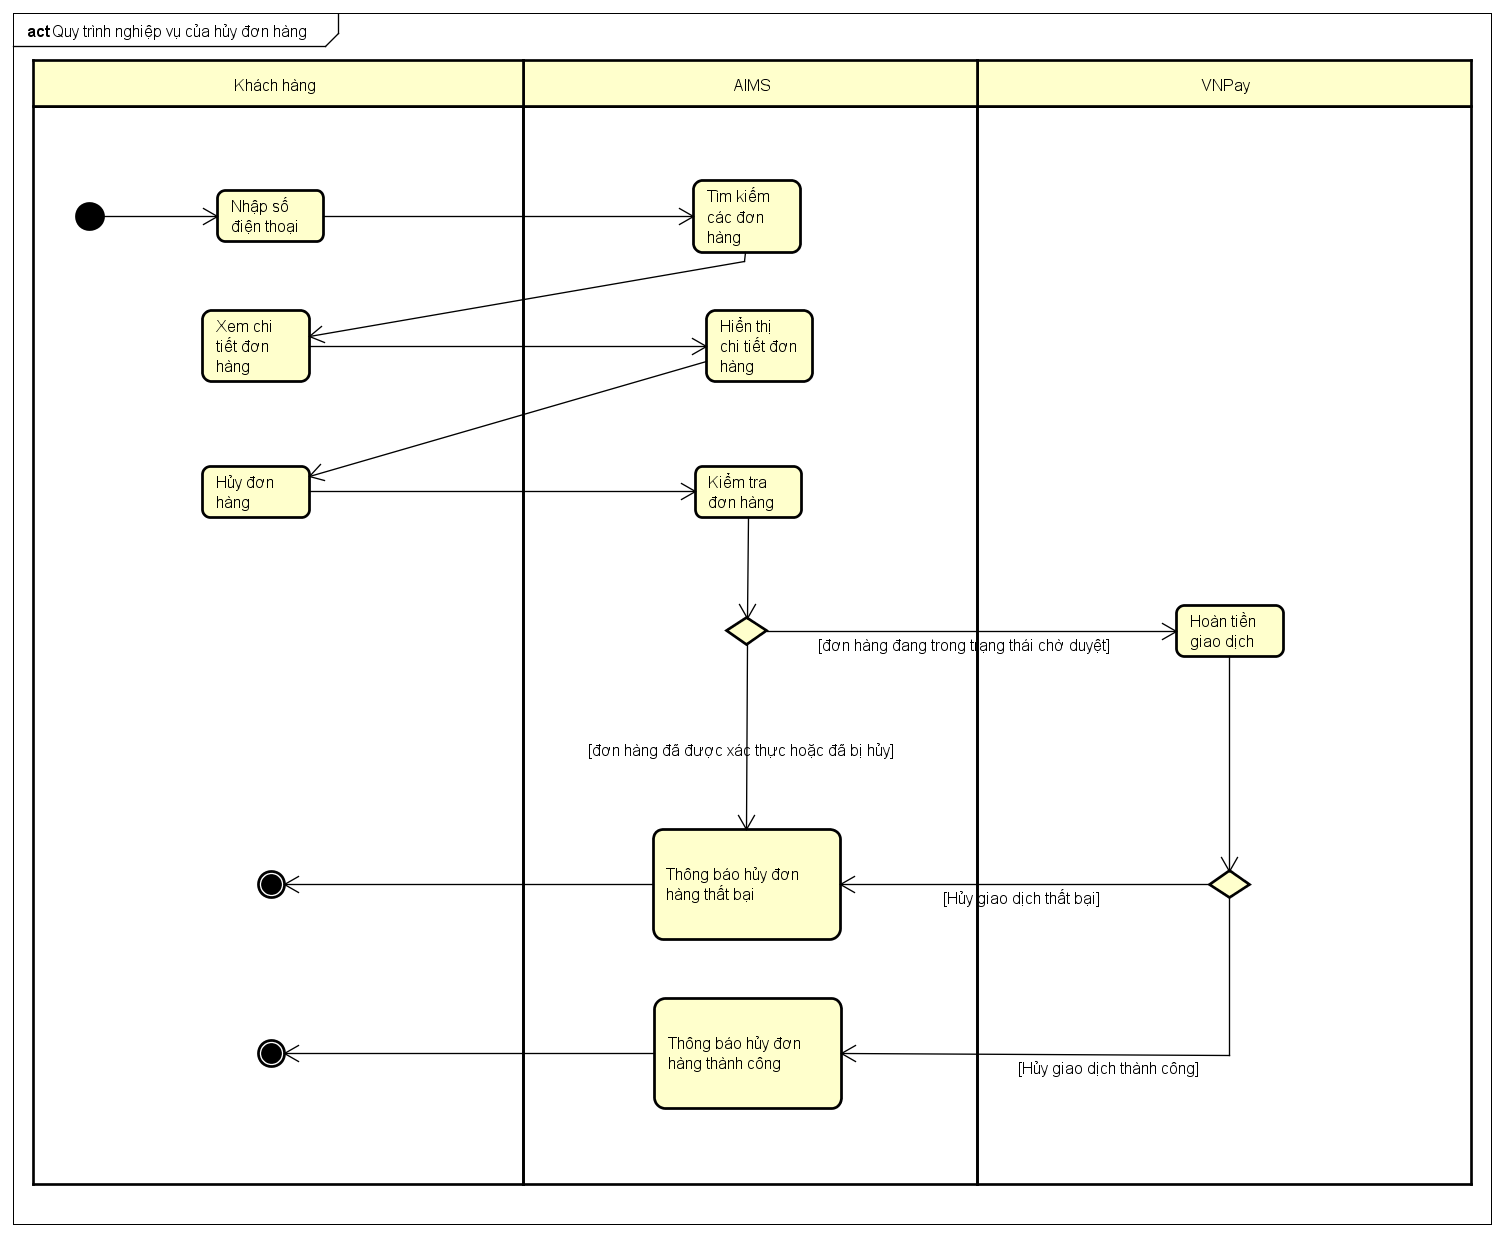 act Quy trình nghiệp vụ của hủy đơn hàng
Khách hàng
AIMS
VNPay
Nhập số
điện thoại
Tìm kiếm
các đơn
hàng
Xem chi
tiết đơn
hàng
Hiển thị
chi tiết đơn
hàng
Hủy đơn
hàng
Kiểm tra
đơn hàng
Hoàn tiền
giao dịch
[đơn hàng đang trong trạng thái chờ duyệt]
[đơn hàng đã được xác thực hoặc đã bị hủy]
Thông báo hủy đơn
hàng thất bại
[Hủy giao dịch thất bại]
Thông báo hủy đơn
hàng thành công
[Hủy giao dịch thành công]